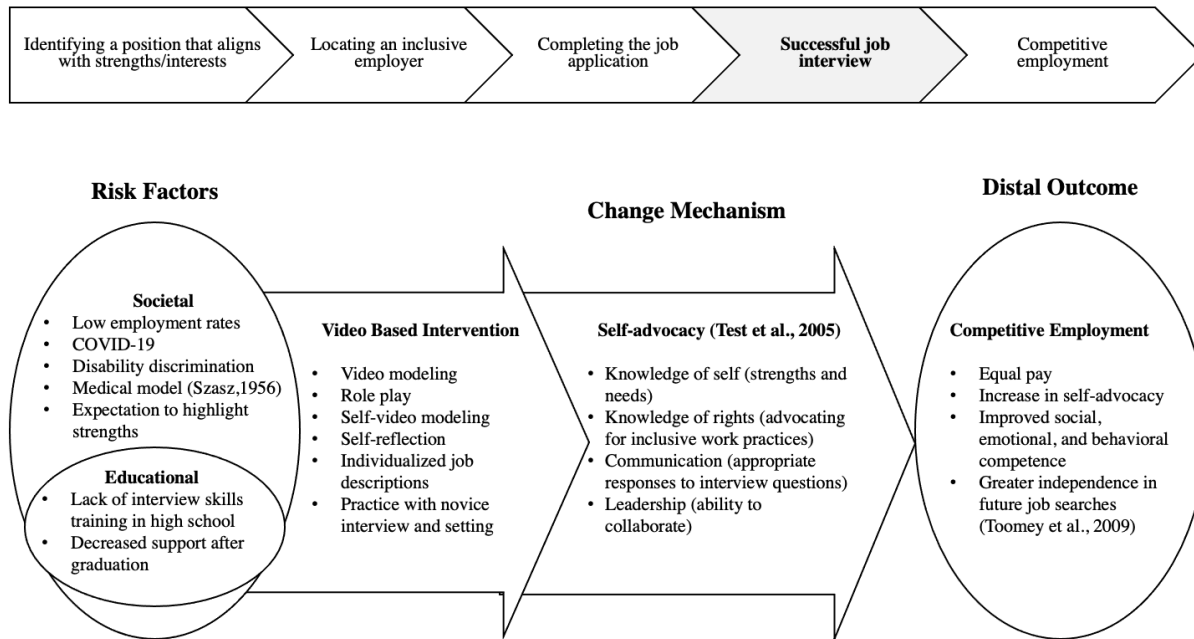 Identifying a position that aligns
with strengths/interests
Locating an inclusive
employer
Completing the job
application
Successful job
interview
Competitive
employment
Risk Factors
Change Mechanism
Distal Outcome
Societal
• Low employment rates
• COVID-19
• Disability discrimination
• Medical model (Szasz,1956)
• Expectation to highlight
strengths
Educational
• Lack of interview skills
training in high school
• Decreased support after
graduation
Video Based Intervention
• Video modeling
• Role play
• Self-video modeling
• Self-reflection
• Individualized job
descriptions
• Practice with novice
interview and setting
Self-advocacy (Test et al., 2005)
• Knowledge of self (strengths and
needs)
• Knowledge of rights (advocating
for inclusive work practices)
• Communication (appropriate
responses to interview questions)
• Leadership (ability to
collaborate)
Competitive Employment
• Equal pay
• Increase in self-advocacy
• Improved social,
emotional, and behavioral
competence
• Greater independence in
future job searches
(Toomey et al., 2009)